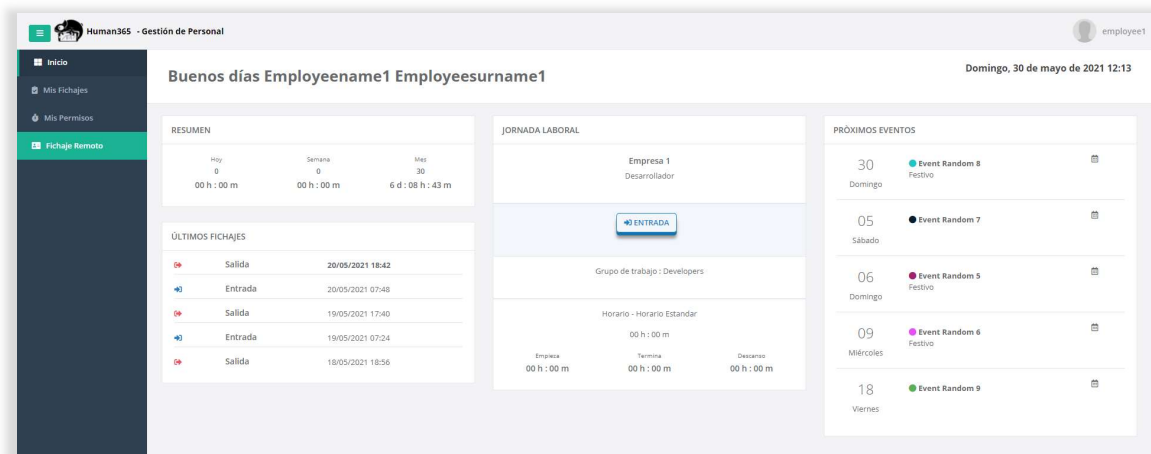 Human365 - Gestión de Personal
employee1
Inicio
Mis Fichajes
Mis Permisos
Fichaje Remoto
Buenos días Employeename1 Employeesurname1
Domingo, 30 de mayo de 2021 12:13
RESUMEN
Hoy Semana Mes
0 0 30
00 h : 00 m 00 h : 00 m 6 d : 08 h : 43 m
ÚLTIMOS FICHAJES
Salida 20/05/2021 18:42
Entrada 20/05/2021 07:48
Salida 19/05/2021 17:40
Entrada 19/05/2021 07:24
Salida 18/05/2021 18:56
JORNADA LABORAL
Empresa 1
Desarrollador
ENTRADA
Grupo de trabajo : Developers
Horario - Horario Estandar
00 h : 00 m
Empieza Termina Descanso
00 h : 00 m 00 h : 00 m 00 h : 00 m
PRÒXIMOS EVENTOS
30 Event Random 8
Domingo Festivo
05 Event Random 7
Sábado
06 Event Random 5
Domingo Festivo
09 Event Random 6
Miércoles Festivo
18 Event Random 9
Viernes